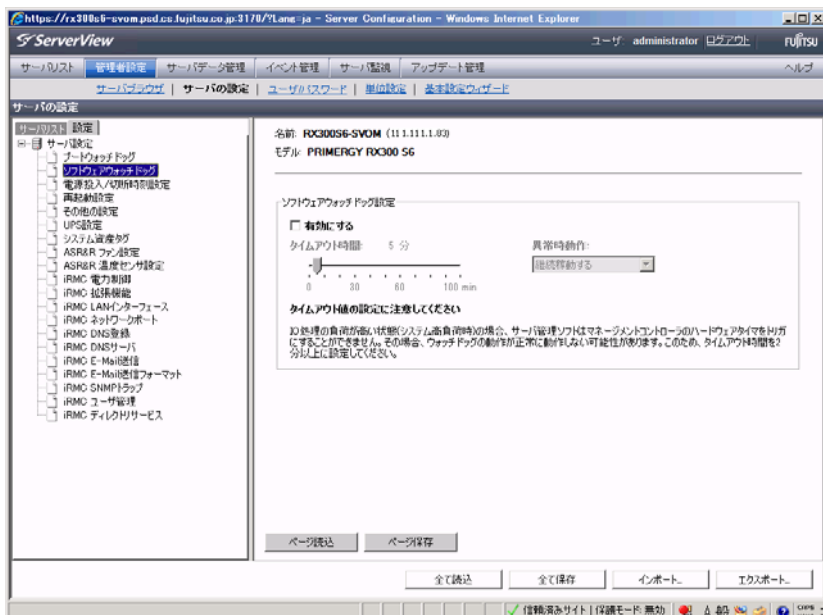 https://rx300s6-svom.psd.cs.fujitsu.co.jp:3170/?Lang=ja - Server Configuration - Windows Internet Explorer
ServerView
ユーザ: administrator ログアウト FUJITSU
サーバリスト 管理者設定 サーバデータ管理 イベント管理 サーバ監視 アップデート管理 ヘルプ
サーバブラウザ | サーバの設定 | ユーザパスワード | 単位設定 | 基本設定ウィザード
サーバの設定
サーバリスト 設定
サーバ設定
ブートウォッチドッグ
ソフトウェアウォッチドッグ
電源投入/切断時刻設定
再起動設定
その他の設定
UPS設定
システム資産タグ
ASR&R ファン設定
ASR&R 温度センサ設定
iRMC 電力制御
iRMC 拡張機能
iRMC LANインターフェース
iRMC ネットワークポート
iRMC DNS登録
iRMC DNSサーバ
iRMC E-Mail送信
iRMC E-Mail送信フォーマット
iRMC SNMPトラップ
iRMC ユーザ管理
iRMC ディレクトリサービス
名前: RX300S6-SVOM (111.111.1.83)
モデル: PRIMERGY RX300 S6
ソフトウェアウォッチドッグ設定
有効にする
タイムアウト時間: 5 分 異常時動作:
継続稼動する
0 30 60 100 min
タイムアウト値の設定に注意してください
IO処理の負荷が高い状態(システム高負荷時)の場合、サーバ管理ソフトはマネージメントコントローラのハードウェアタイマをトリガ
にすることができません。その場合、ウォッチドッグの動作が正常に動作しない可能性があります。このため、タイムアウト時間を2
分以上に設定してください。
ページ読込 ページ保存
全て読込 全て保存 インポート... エクスポート...
信頼済みサイト | 保護モード: 無効